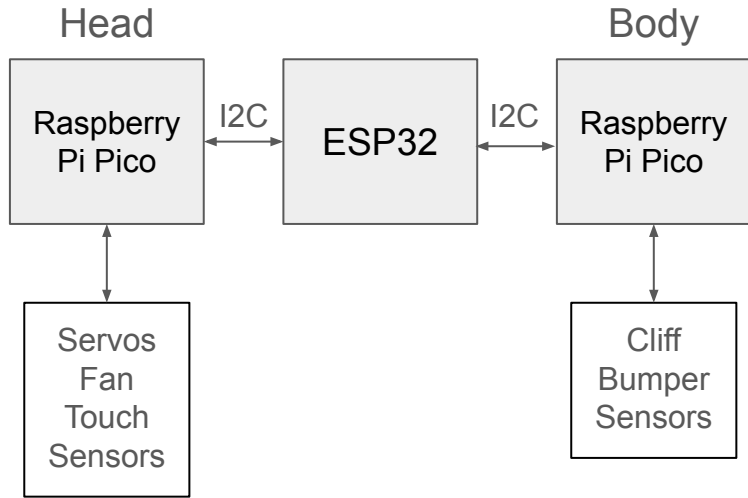 Head
Body
Raspberry
Pi Pico
I2C
ESP32
I2C
Raspberry
Pi Pico
Servos
Fan
Touch
Sensors
Cliff
Bumper
Sensors